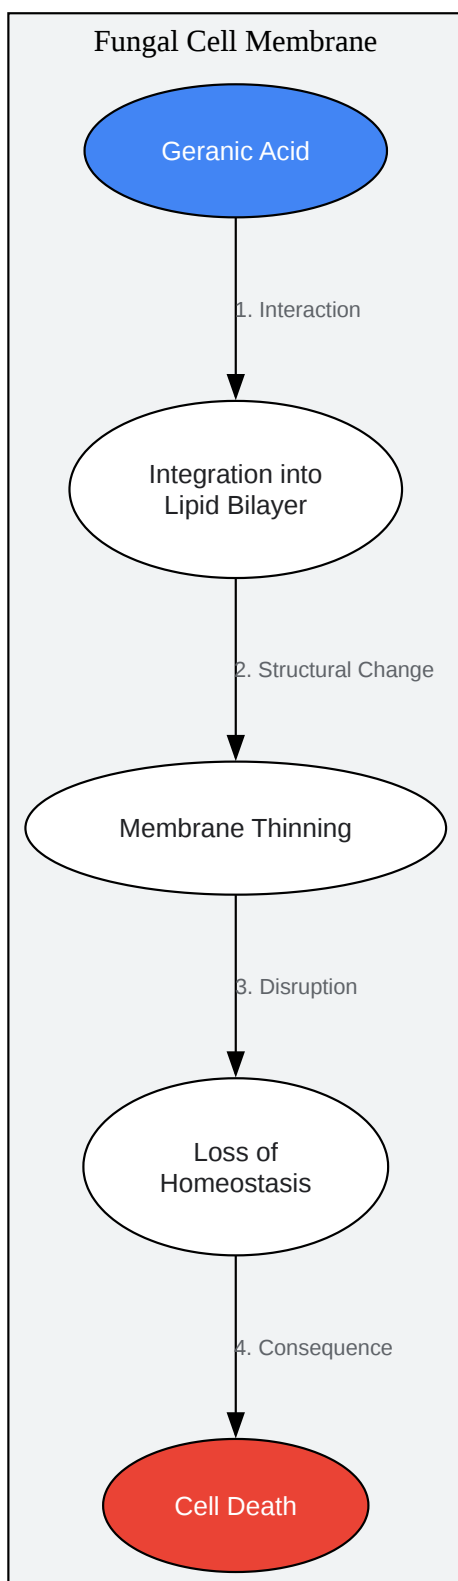 Fungal Cell Membrane
Geranic Acid
1. Interaction
Integration into
Lipid Bilayer
2. Structural Change
Membrane Thinning
3. Disruption
Loss of
Homeostasis
4. Consequence
Cell Death